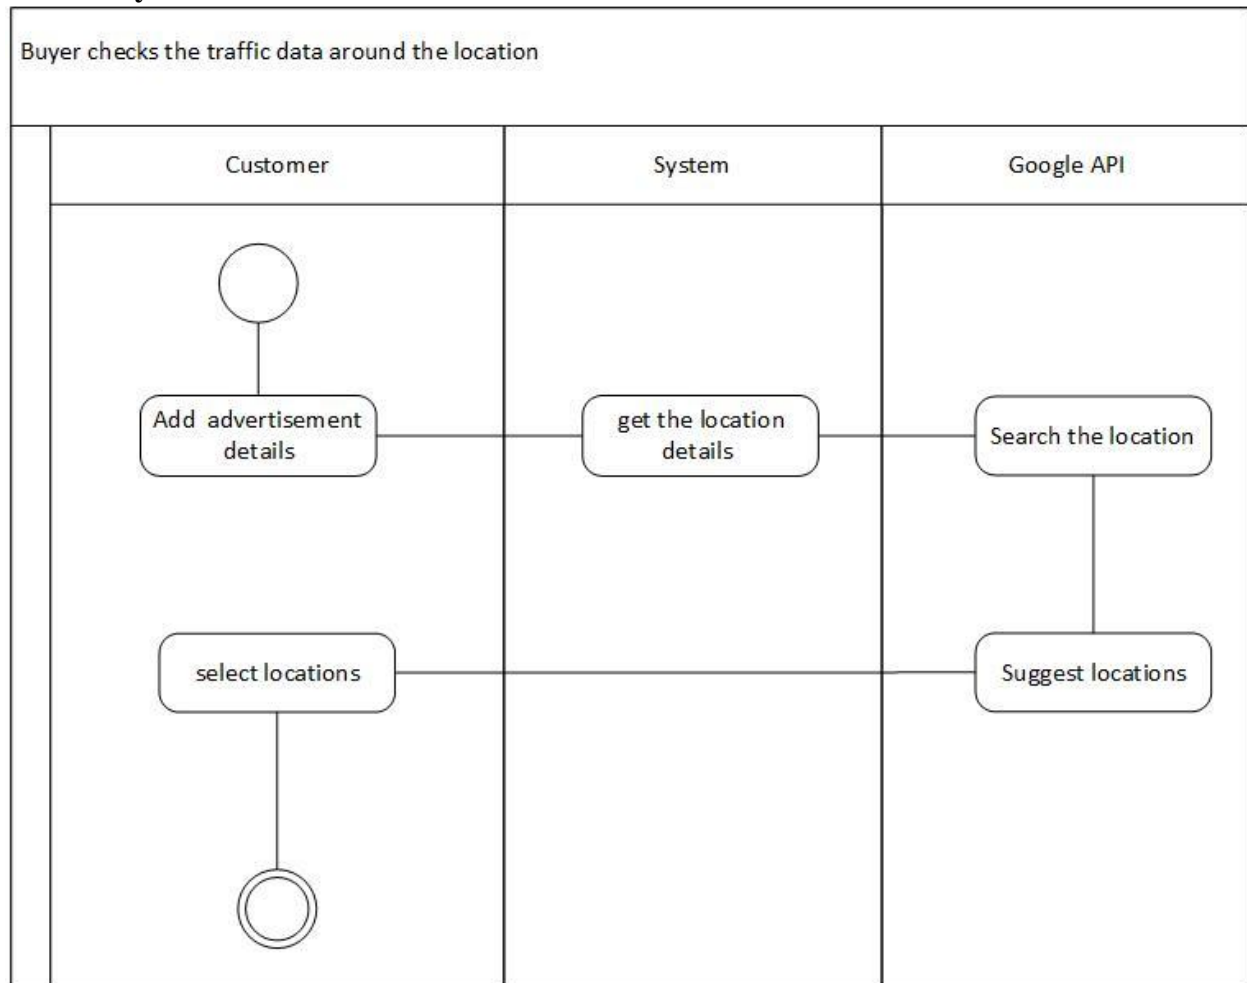 Buyer checks the traffic data around the location
Customer
System
Google API
Add advertisement
details
get the location
details
Search the location
select locations
Suggest locations